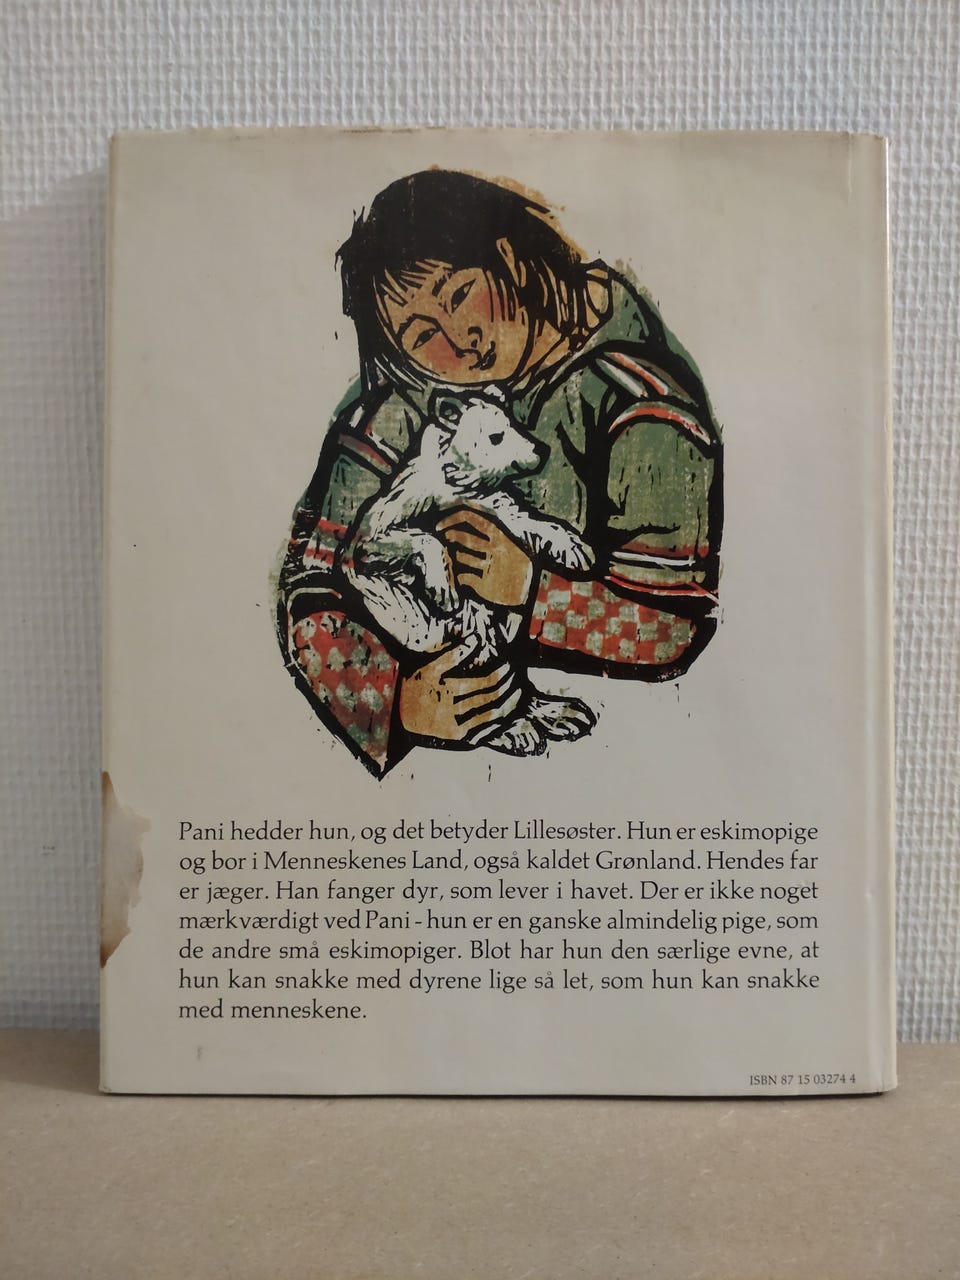 Pani hedder hun, og det betyder Lillesøster. Hun er eskimopige
og bor i Menneskenes Land, også kaldet Grønland. Hendes far
er jæger. Han fanger dyr, som lever i havet. Der er ikke noget
mærkværdigt ved Pani - hun er en ganske almindelig pige, som
de andre små eskimopiger. Blot har hun den særlige evne, at
hun kan snakke med dyrene lige så let, som hun kan snakke
med menneskene.
ISBN 87 15 03274 4